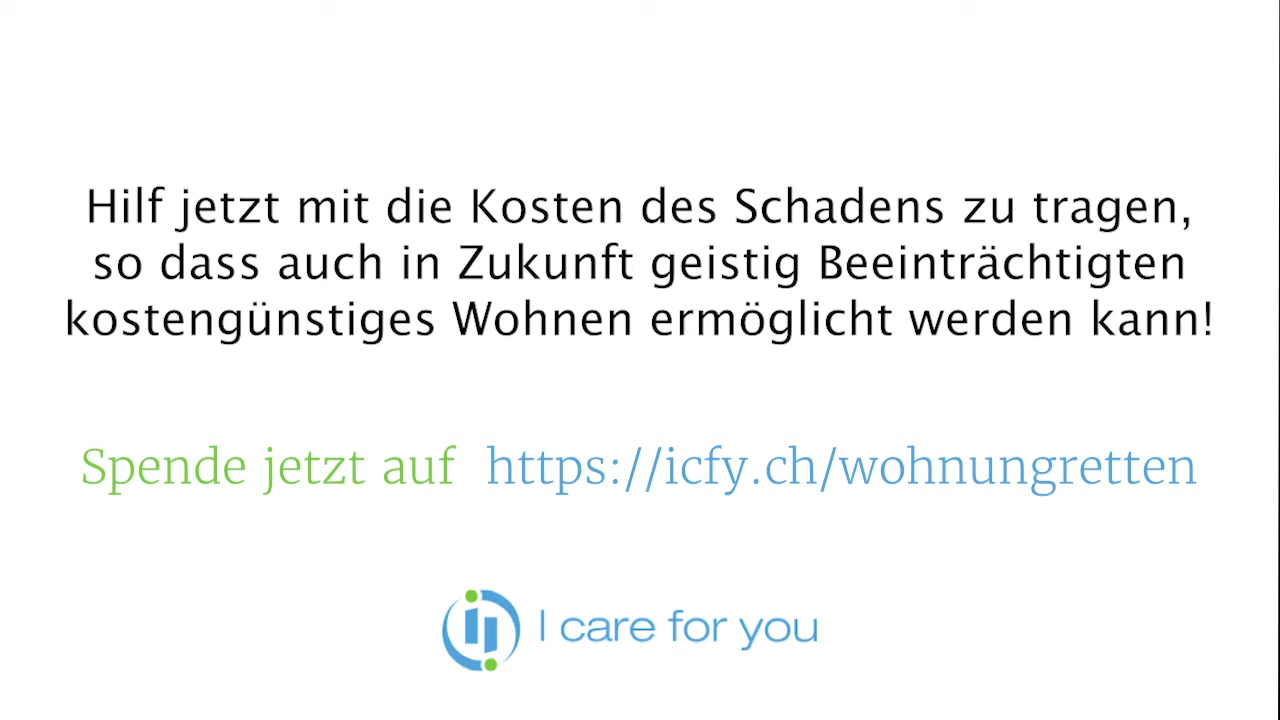 Hilf jetzt mit die Kosten des Schadens zu tragen,
so dass auch in Zukunft geistig Beeinträchtigten
kostengünstiges Wohnen ermöglicht werden kann!
Spende jetzt auf https://icfy.ch/wohnungretten
I care for you